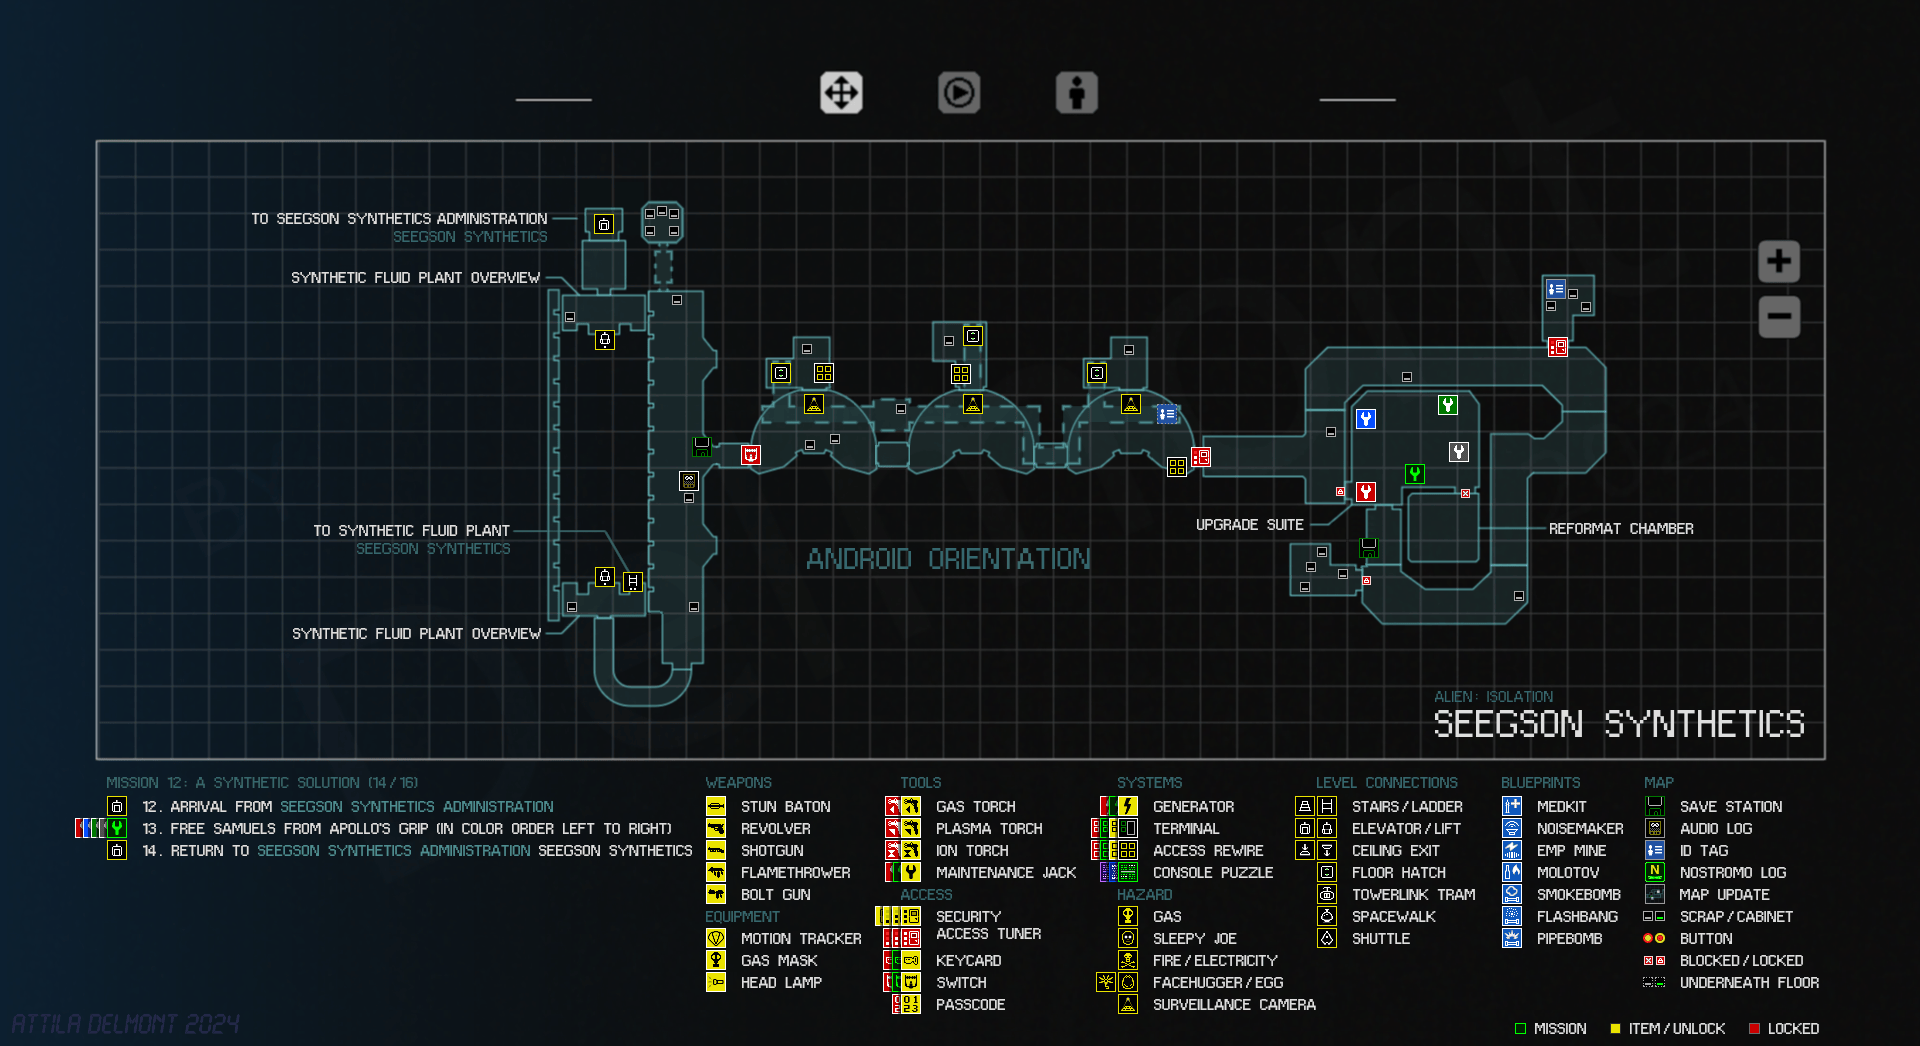 TO SEEGSON SYNTHETICS ADMINISTRATION
SEEGSON SYNTHETICS
SYNTHETIC FLUID PLANT OVERVIEW
TO SYNTHETIC FLUID PLANT
SEEGSON SYNTHETICS
SYNTHETIC FLUID PLANT OVERVIEW
ANDROID ORIENTATION
UPGRADE SUITE
REFORMAT CHAMBER
ALIEN: ISOLATION
SEEGSON SYNTHETICS
MISSION 12: A SYNTHETIC SOLUTION (14/16)
12. ARRIVAL FROM SEEGSON SYNTHETICS ADMINISTRATION
13. FREE SAMUELS FROM APOLLO'S GRIP (IN COLOR ORDER LEFT TO RIGHT)
14. RETURN TO SEEGSON SYNTHETICS ADMINISTRATION SEEGSON SYNTHETICS
WEAPONS
STUN BATON
REVOLVER
SHOTGUN
FLAMETHROWER
BOLT GUN
EQUIPMENT
MOTION TRACKER
GAS MASK
HEAD LAMP
TOOLS
GAS TORCH
PLASMA TORCH
ION TORCH
MAINTENANCE JACK
ACCESS
SECURITY
ACCESS TUNER
KEYCARD
SWITCH
PASSCODE
SYSTEMS
GENERATOR
TERMINAL
ACCESS REWIRE
CONSOLE PUZZLE
HAZARD
GAS
SLEEPY JOE
FIRE/ELECTRICITY
FACEHUGGER/EGG
SURVEILLANCE CAMERA
LEVEL CONNECTIONS
STAIRS/LADDER
ELEVATOR/LIFT
CEILING EXIT
FLOOR HATCH
TOWERLINK TRAM
SPACEWALK
SHUTTLE
BLUEPRINTS
MEDKIT
NOISEMAKER
EMP MINE
MOLOTOV
SMOKEBOMB
FLASHBANG
PIPEBOMB
MAP
SAVE STATION
AUDIO LOG
ID TAG
NOSTROMO LOG
MAP UPDATE
SCRAP/CABINET
BUTTON
BLOCKED/LOCKED
UNDERNEATH FLOOR
MISSION
ITEM/UNLOCK
LOCKED
ATTILA DELMONT 2024